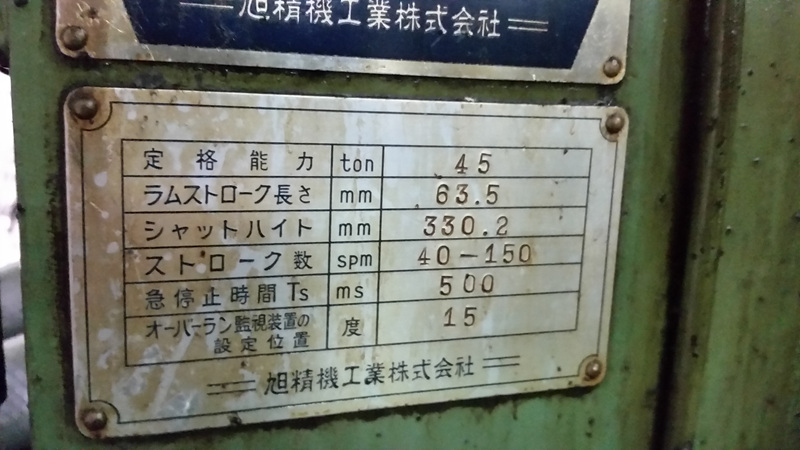 旭精機工業株式会社
定格能力 ton 45
ラムストローク長さ mm 63.5
シャットハイト mm 330.2
ストローク数 spm 40-150
急停止時間Ts ms 500
オーバーラン監視装置の 度 15
設定位置
旭精機工業株式会社